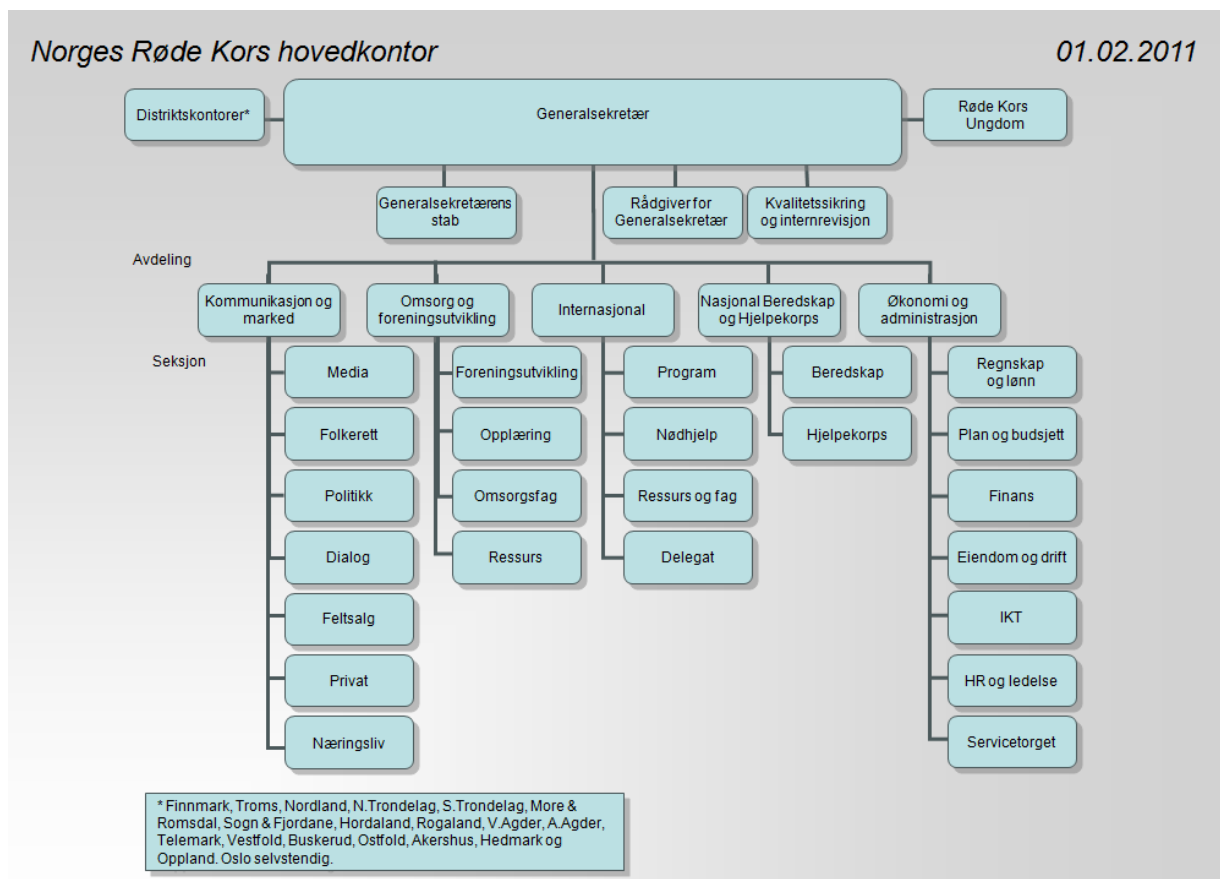 Norges Røde Kors hovedkontor
01.02.2011
Distriktskontorer*
Generalsekretær
Røde Kors
Ungdom
Generalsekretærens
stab
Rådgiver for
Generalsekretær
Kvalitetssikring
og internrevisjon
Avdeling
Kommunikasjon og
marked
Omsorg og
foreningsutvikling
Internasjonal
Nasjonal Beredskap
og Hjelpekorps
Økonomi og
administrasjon
Seksjon
Media
Folkerett
Politikk
Dialog
Feltsalg
Privat
Næringsliv
Foreningsutvikling
Opplæring
Omsorgsfag
Ressurs
Program
Nødhjelp
Ressurs og fag
Delegat
Beredskap
Hjelpekorps
Regnskap
og lønn
Plan og budsjett
Finans
Eiendom og drift
IKT
HR og ledelse
Servicetorget
* Finnmark, Troms, Nordland, N.Trondelag, S.Trondelag, More &
Romsdal, Sogn & Fjordane, Hordaland, Rogaland, V.Agder, A.Agder,
Telemark, Vestfold, Buskerud, Ostfold, Akershus, Hedmark og
Oppland. Oslo selvstendig.